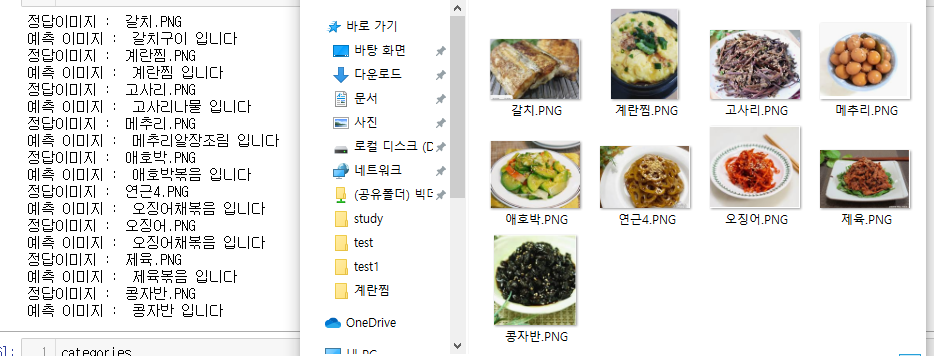 정답이미지 :  갈치.PNG
예측 이미지 :  갈치구이 입니다
정답이미지 :  계란찜.PNG
예측 이미지 :  계란찜 입니다
정답이미지 :  고사리.PNG
예측 이미지 :  고사리나물 입니다
정답이미지 :  메추리.PNG
예측 이미지 :  메추리알장조림 입니다
정답이미지 :  애호박.PNG
예측 이미지 :  애호박볶음 입니다
정답이미지 :  연근4.PNG
예측 이미지 :  오징어채볶음 입니다
정답이미지 :  오징어.PNG
예측 이미지 :  오징어채볶음 입니다
정답이미지 :  제육.PNG
예측 이미지 :  제육볶음 입니다
정답이미지 :  콩자반.PNG
예측 이미지 :  콩자반 입니다
1 categories
바로 가기
바탕 화면
다운로드
문서
사진
로컬 디스크 (D
네트워크
(공유폴더) 빅데
study
test
test1
계란찜
OneDrive
내 PC
갈치.PNG
계란찜.PNG
고사리.PNG
메추리.PNG
애호박.PNG
연근4.PNG
오징어.PNG
제육.PNG
콩자반.PNG